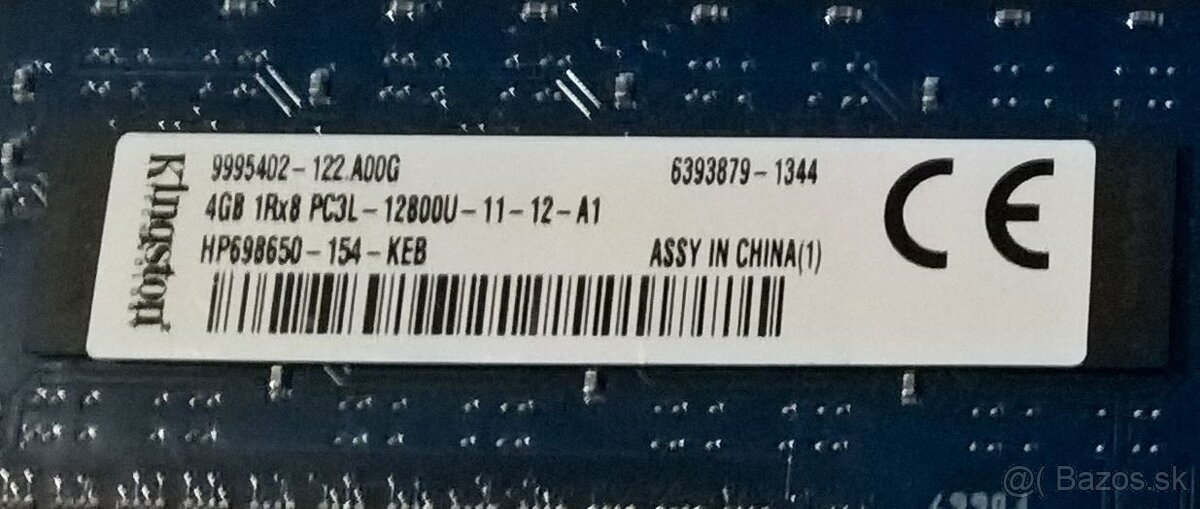 Kingston
9995402-122.A00G 6393879-1344
4GB 1Rx8 PC3L-12800U-11-12-A1
HP698650-154-KEB ASSY IN CHINA(1)
CE
@( Bazos.sk